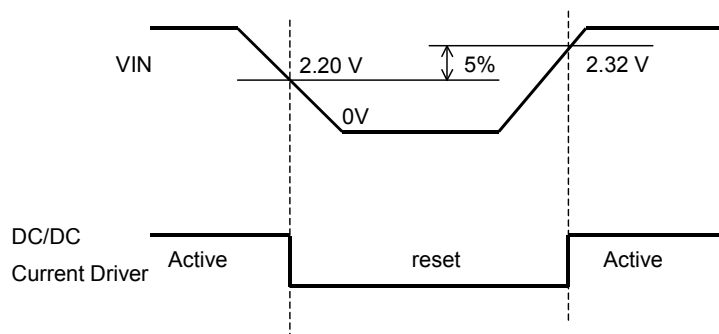 VIN
2.20 V
5%
2.32 V
0V
DC/DC
Current Driver
Active
reset
Active